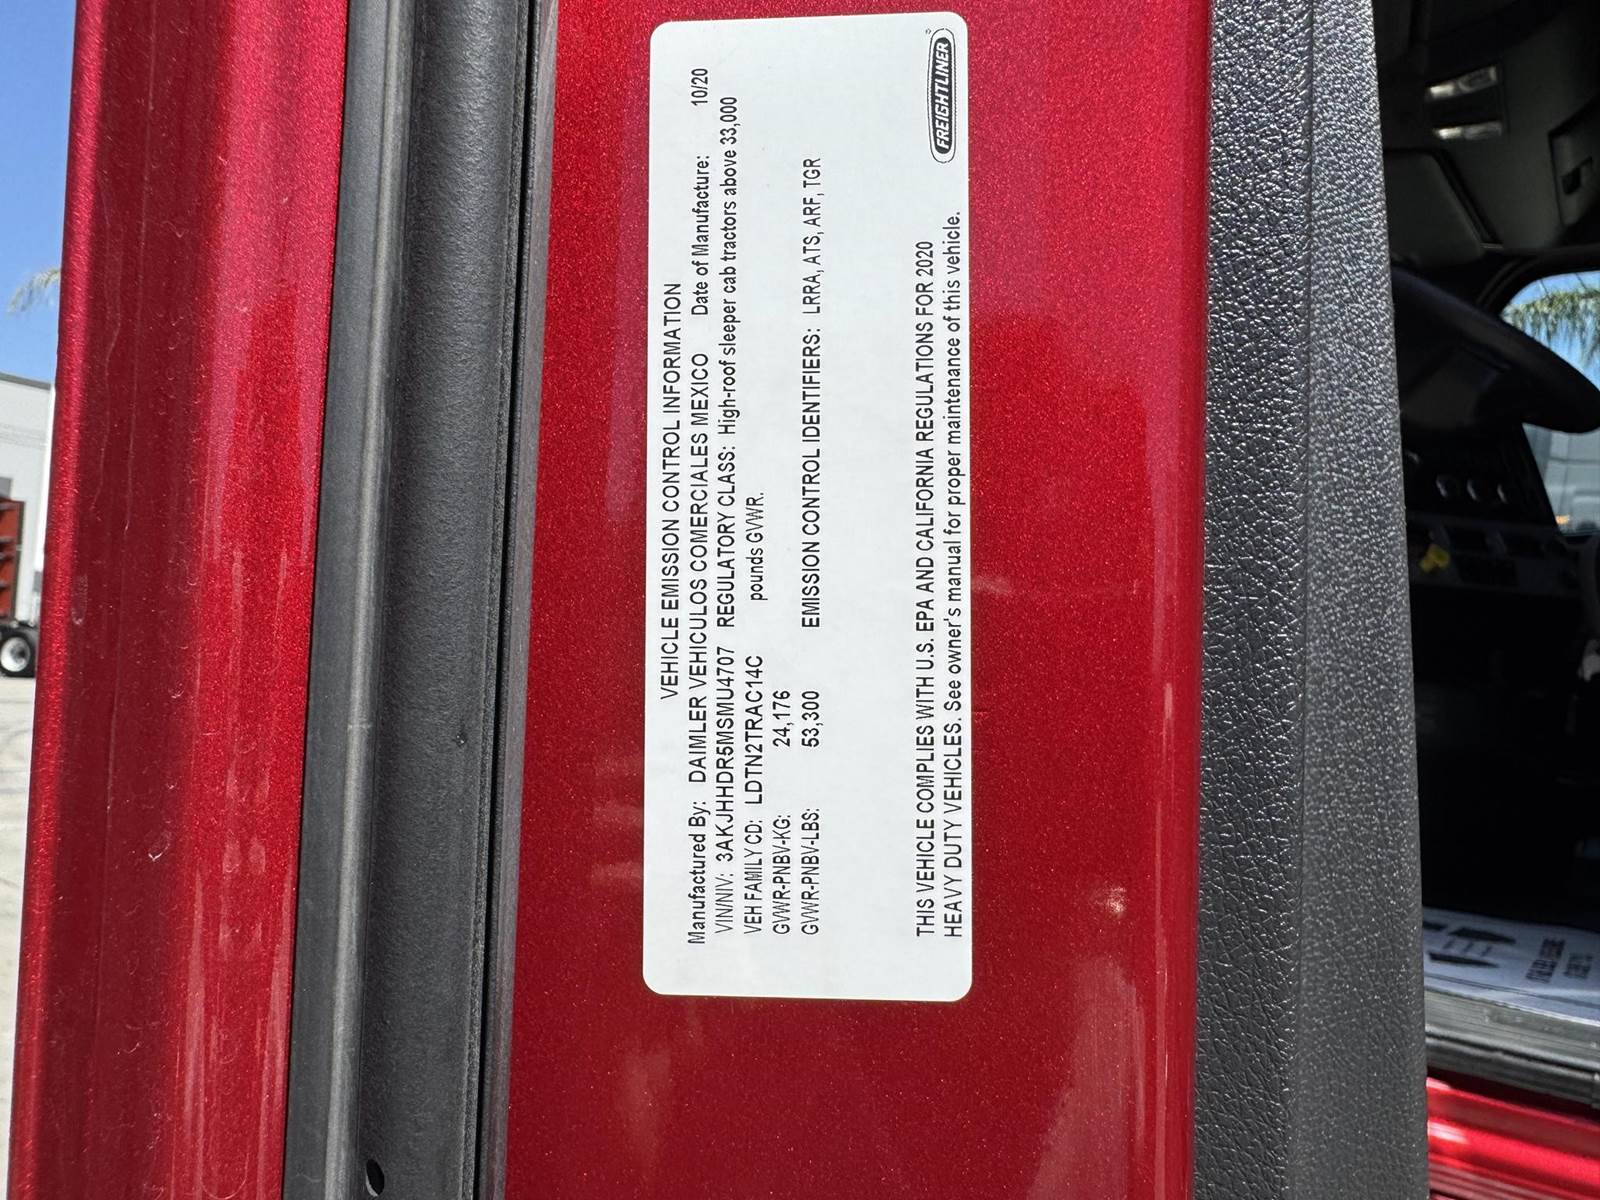 VEHICLE EMISSION CONTROL INFORMATION
Manufactured By: DAIMLER VEHICULOS COMERCIALES MEXICO Date of Manufacture: 10/20
VIN/NIV: 3AKJHHDR5MSMU4707 REGULATORY CLASS: High-roof sleeper cab tractors above 33,000
VEH FAMILY CD: LDTN2TRAC14C pounds GVWR.
GVWR-PNBV-KG: 24,176
GVWR-PNBV-LBS: 53,300 EMISSION CONTROL IDENTIFIERS: LRRA, ATS, ARF, TGR
THIS VEHICLE COMPLIES WITH U.S. EPA AND CALIFORNIA REGULATIONS FOR 2020
HEAVY DUTY VEHICLES. See owner's manual for proper maintenance of this vehicle.
FREIGHTLINER